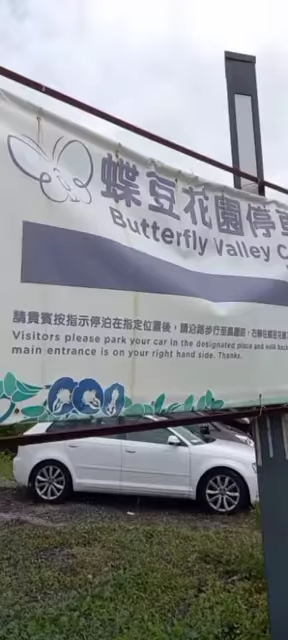 蝶豆花園停
Butterfly Valley C
請貴賓按指示停泊在指定位置後，請沿路步行至
Visitors please park your car in the designated place and walk back
main entrance is on your right hand side. Thanks.